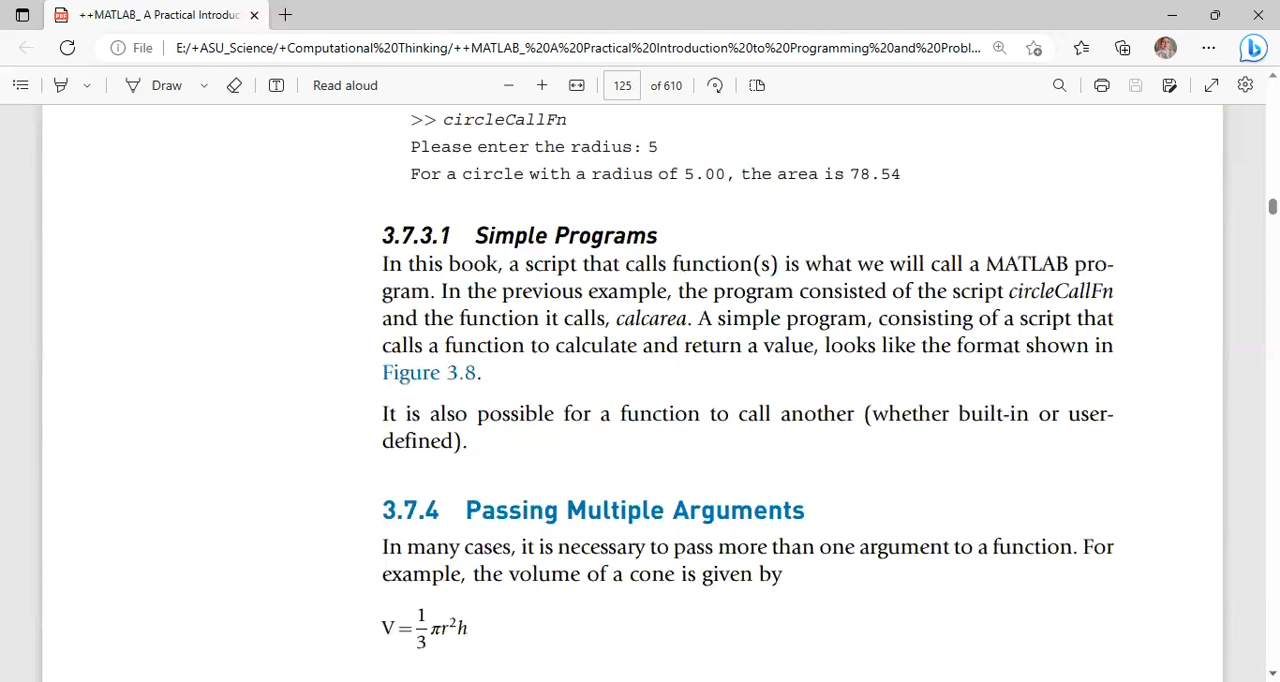 ++MATLAB_ A Practical Introduc
File E:/+ASU_Science/+Computational%20Thinking/++MATLAB_%20A%20Practical%20Introduction%20to%20Programming%20and%20Probl...
Draw Read aloud 125 of 610
>> circleCallFn
Please enter the radius: 5
For a circle with a radius of 5.00, the area is 78.54
3.7.3.1 Simple Programs
In this book, a script that calls function(s) is what we will call a MATLAB pro-
gram. In the previous example, the program consisted of the script circleCallFn
and the function it calls, calcarea. A simple program, consisting of a script that
calls a function to calculate and return a value, looks like the format shown in
Figure 3.8.
It is also possible for a function to call another (whether built-in or user-
defined).
3.7.4 Passing Multiple Arguments
In many cases, it is necessary to pass more than one argument to a function. For
example, the volume of a cone is given by
V = 1/3 πr²h